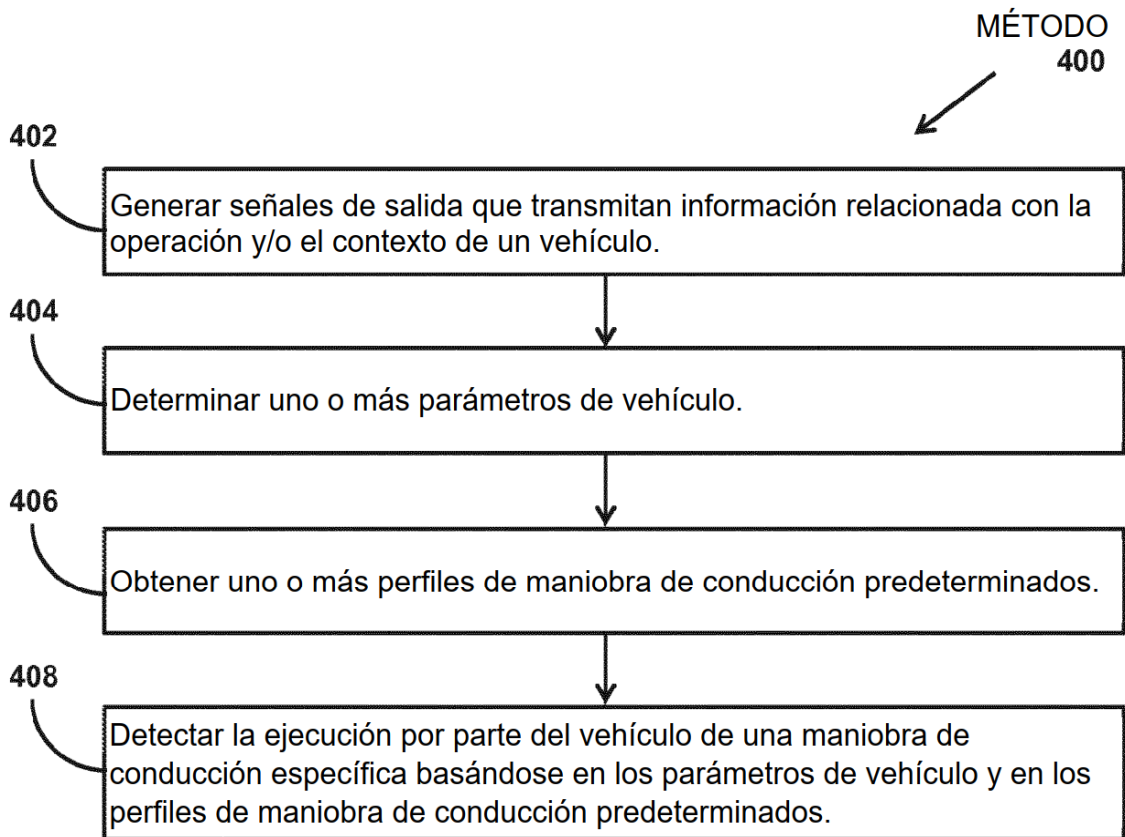 MÉTODO
400
402
Generar señales de salida que transmitan información relacionada con la
operación y/o el contexto de un vehículo.
404
Determinar uno o más parámetros de vehículo.
406
Obtener uno o más perfiles de maniobra de conducción predeterminados.
408
Detectar la ejecución por parte del vehículo de una maniobra de
conducción específica basándose en los parámetros de vehículo y en los
perfiles de maniobra de conducción predeterminados.